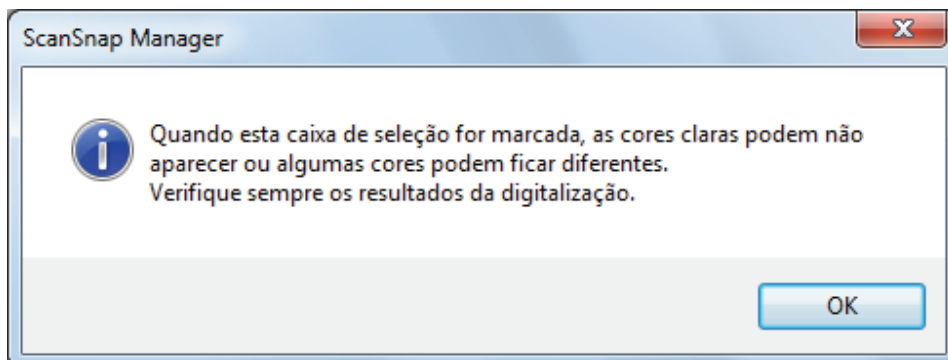 ScanSnap Manager
Quando esta caixa de seleção for marcada, as cores claras podem não
aparecer ou algumas cores podem ficar diferentes.
Verifique sempre os resultados da digitalização.
OK